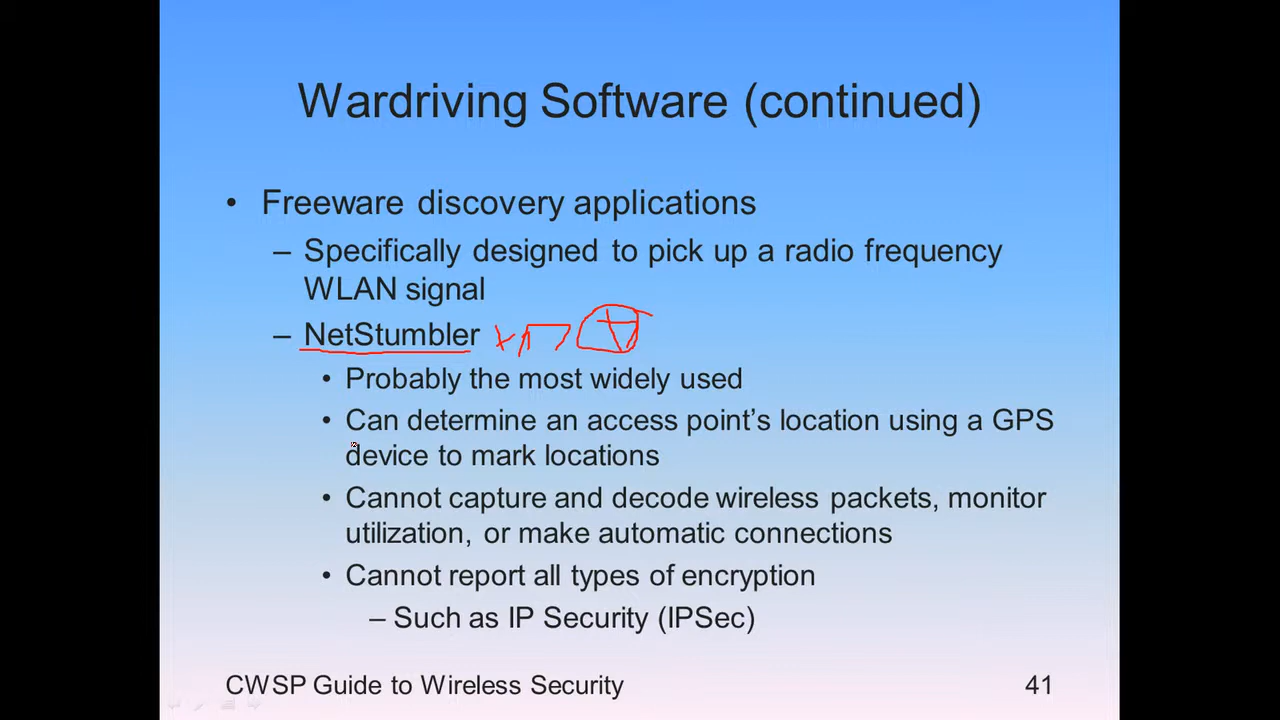 Wardriving Software (continued)
• Freeware discovery applications
– Specifically designed to pick up a radio frequency
WLAN signal
– NetStumbler
• Probably the most widely used
• Can determine an access point's location using a GPS
device to mark locations
• Cannot capture and decode wireless packets, monitor
utilization, or make automatic connections
• Cannot report all types of encryption
– Such as IP Security (IPSec)
CWSP Guide to Wireless Security
41